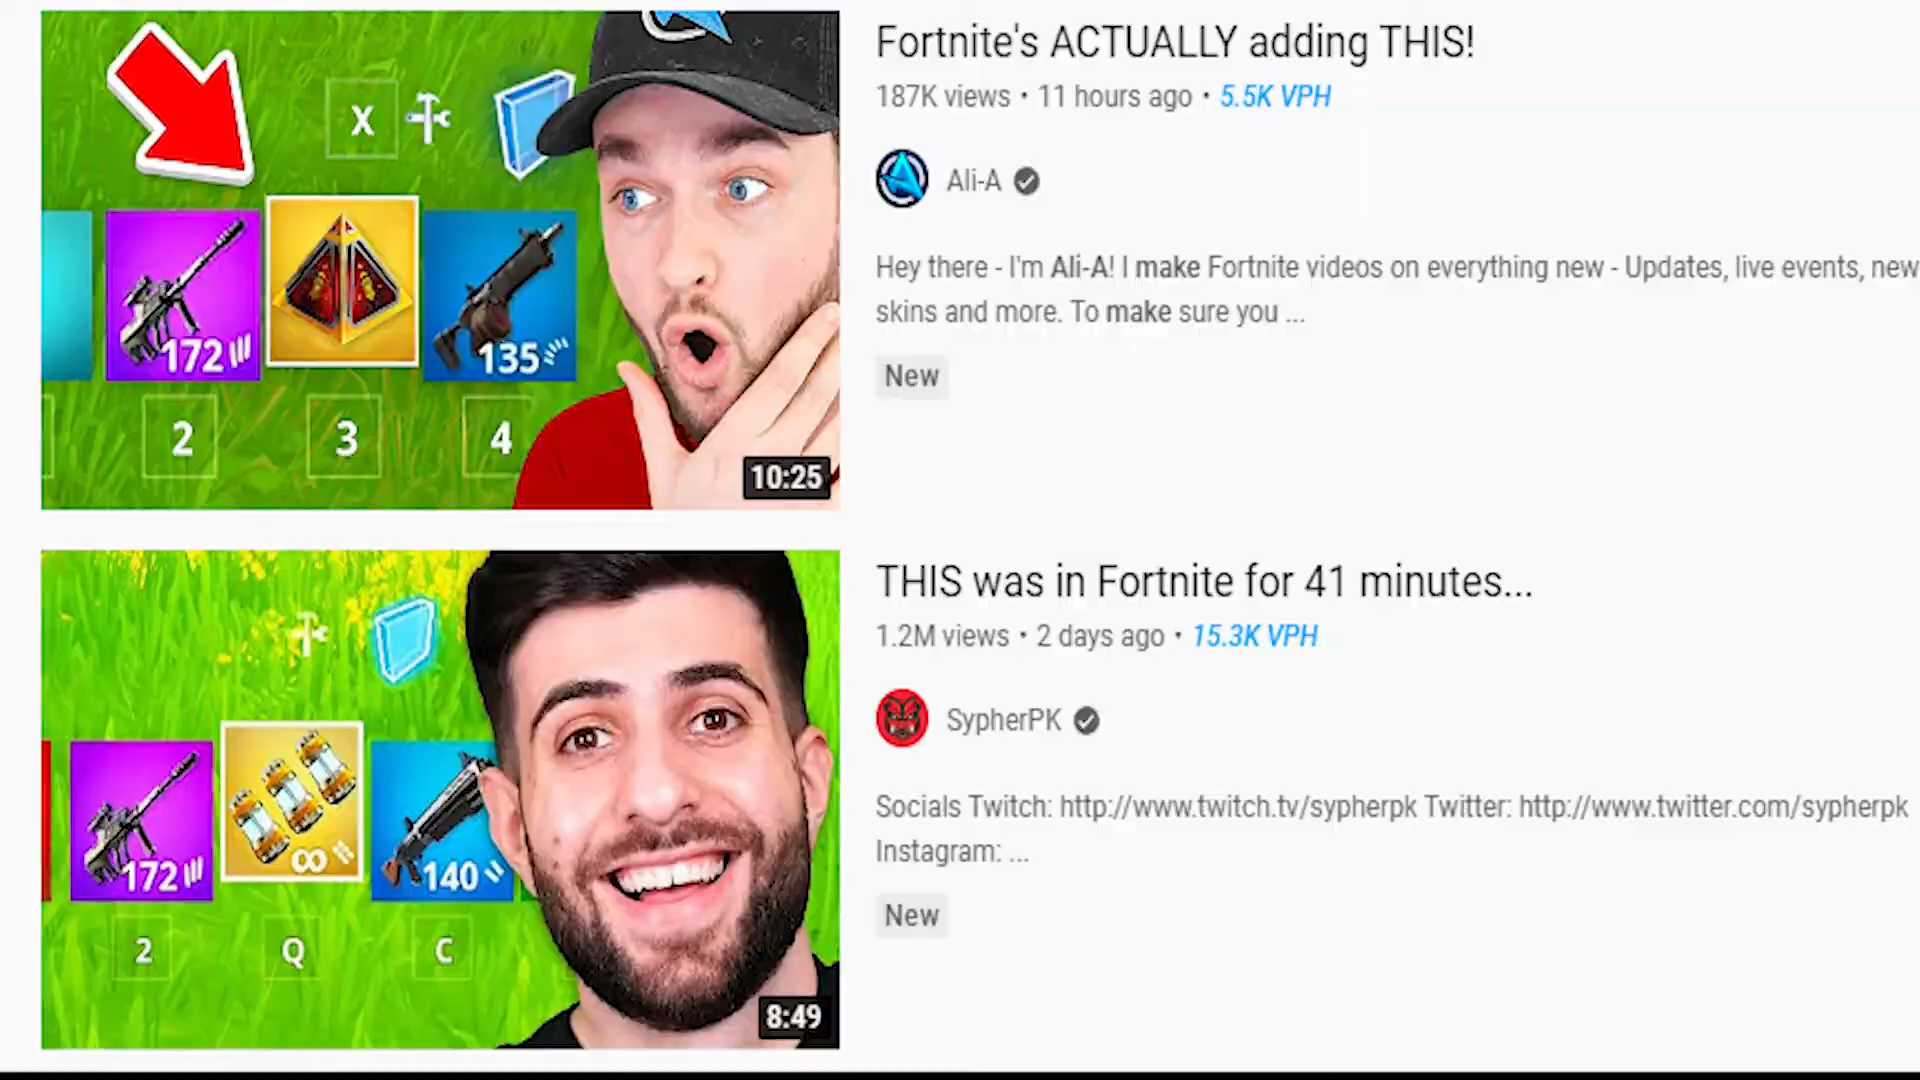 X
172
135
2
3
4
10:25
Fortnite's ACTUALLY adding THIS!
187K views • 11 hours ago • 5.5K VPH
Ali-A
Hey there - I'm Ali-A! I make Fortnite videos on everything new - Updates, live events, new
skins and more. To make sure you ...
New
172
∞
140
2
Q
C
8:49
THIS was in Fortnite for 41 minutes...
1.2M views • 2 days ago • 15.3K VPH
SypherPK
Socials Twitch: http://www.twitch.tv/sypherpk Twitter: http://www.twitter.com/sypherpk
Instagram: ...
New